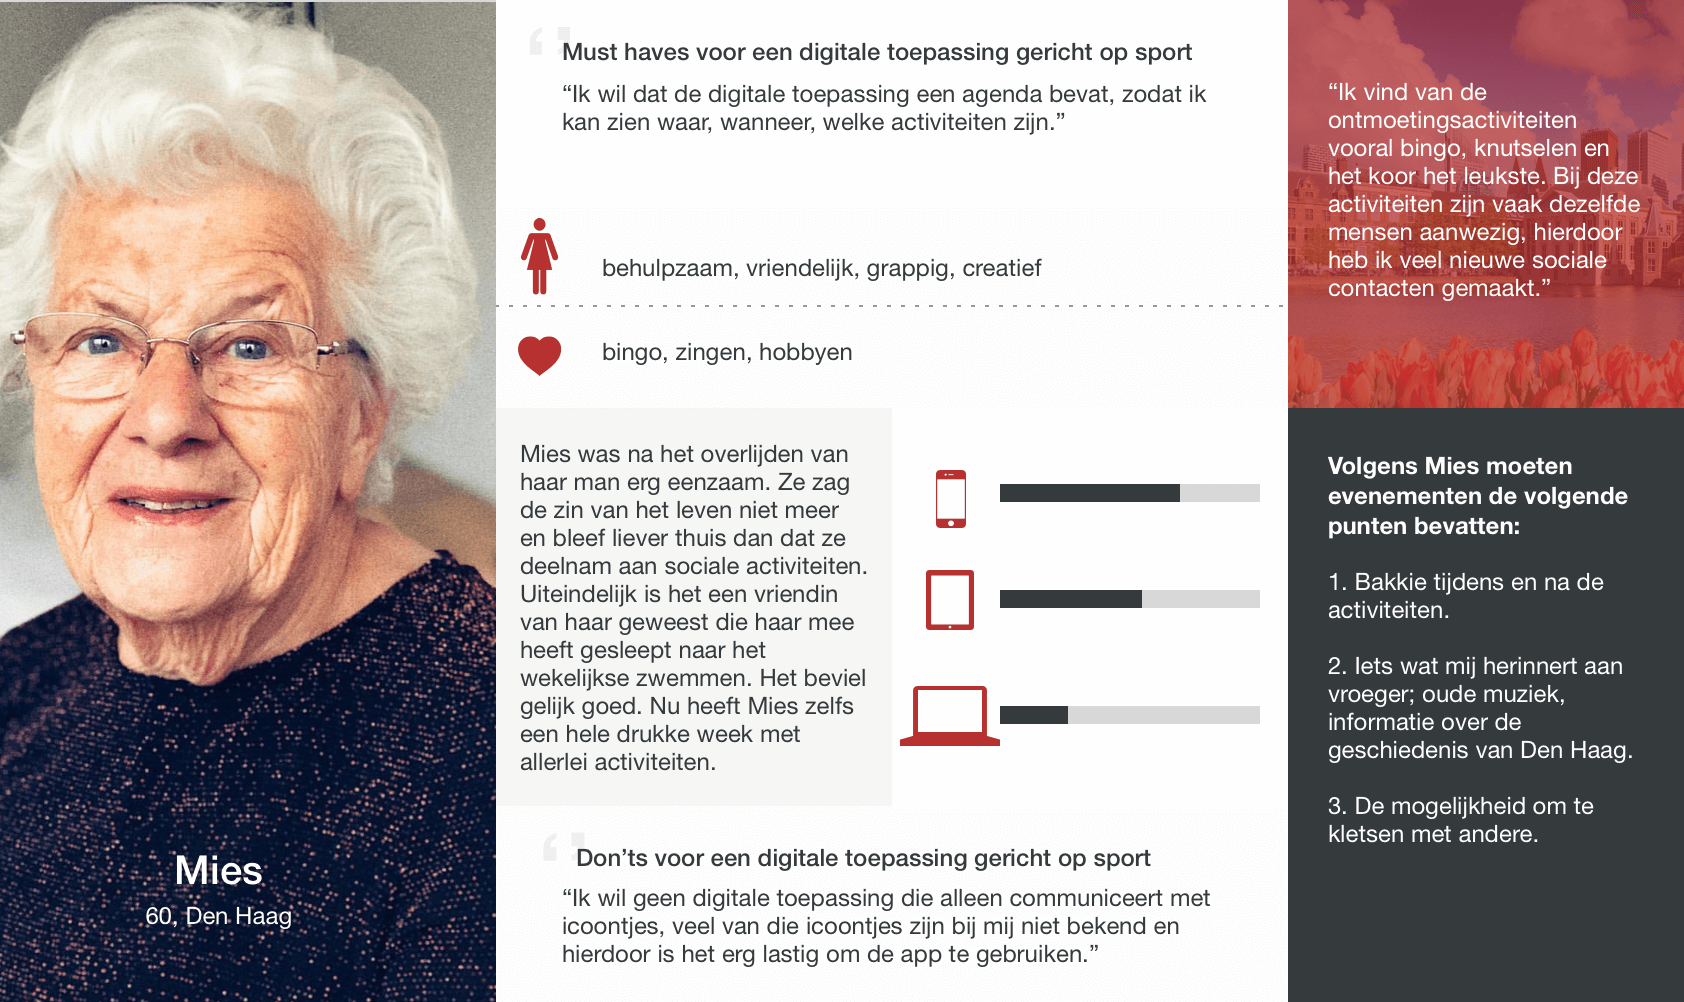 Mies
60, Den Haag
Must haves voor een digitale toepassing gericht op sport
“Ik wil dat de digitale toepassing een agenda bevat, zodat ik
kan zien waar, wanneer, welke activiteiten zijn.”
behulpzaam, vriendelijk, grappig, creatief
bingo, zingen, hobbyen
Mies was na het overlijden van
haar man erg eenzaam. Ze zag
de zin van het leven niet meer
en bleef liever thuis dan dat ze
deelnam aan sociale activiteiten.
Uiteindelijk is het een vriendin
van haar geweest die haar mee
heeft gesleept naar het
wekelijkse zwemmen. Het beviel
gelijk goed. Nu heeft Mies zelfs
een hele drukke week met
allerlei activiteiten.
Don’ts voor een digitale toepassing gericht op sport
“Ik wil geen digitale toepassing die alleen communiceert met
icoontjes, veel van die icoontjes zijn bij mij niet bekend en
hierdoor is het erg lastig om de app te gebruiken.”
“Ik vind van de
ontmoetingsactiviteiten
vooral bingo, knutselen en
het koor het leukste. Bij deze
activiteiten zijn vaak dezelfde
mensen aanwezig, hierdoor
heb ik veel nieuwe sociale
contacten gemaakt.”
Volgens Mies moeten
evenementen de volgende
punten bevatten:
1. Bakkie tijdens en na de
activiteiten.
2. Iets wat mij herinnert aan
vroeger; oude muziek,
informatie over de
geschiedenis van Den Haag.
3. De mogelijkheid om te
kletsen met andere.